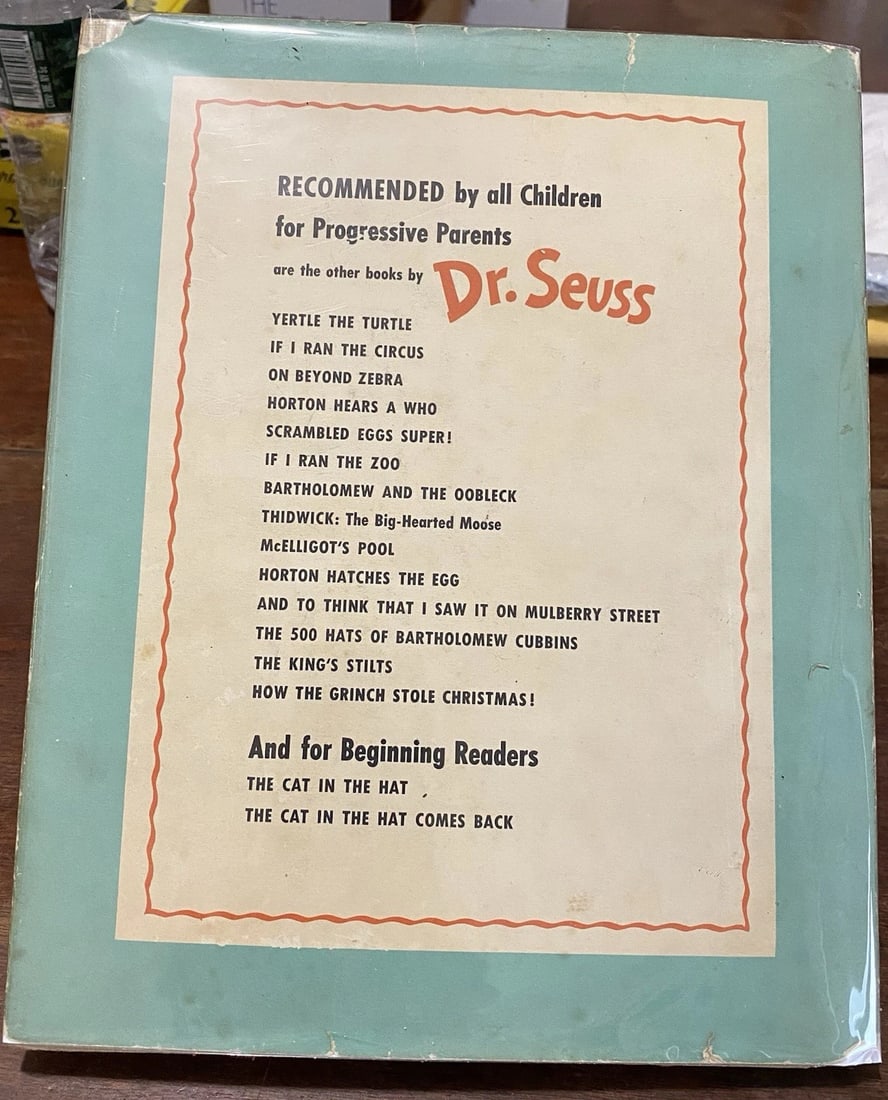 THE
RECOMMENDED by all Children
for Progressive Parents
are the other books by Dr. Seuss
YERTLE THE TURTLE
IF I RAN THE CIRCUS
ON BEYOND ZEBRA
HORTON HEARS A WHO
SCRAMBLED EGGS SUPER!
IF I RAN THE ZOO
BARTHOLOMEW AND THE OOBLECK
THIDWICK: The Big-Hearted Moose
McELLIGOT'S POOL
HORTON HATCHES THE EGG
AND TO THINK THAT I SAW IT ON MULBERRY STREET
THE 500 HATS OF BARTHOLOMEW CUBBINS
THE KING'S STILTS
HOW THE GRINCH STOLE CHRISTMAS!
And for Beginning Readers
THE CAT IN THE HAT
THE CAT IN THE HAT COMES BACK